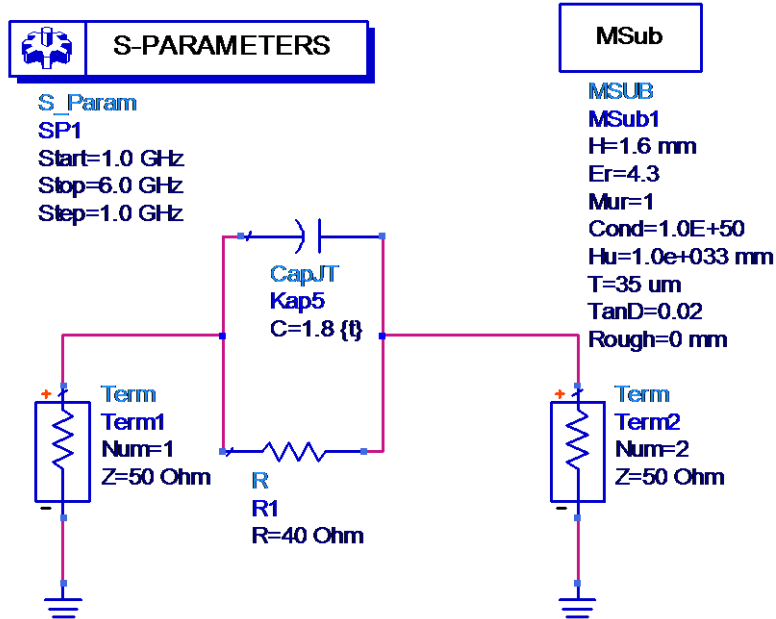 S-PARAMETERS
S_Param
SP1
Start=1.0 GHz
Stop=6.0 GHz
Step=1.0 GHz
MSub
MSUB
MSub1
H=1.6 mm
Er=4.3
Mur=1
Cond=1.0E+50
Hu=1.0e+033 mm
T=35 um
TanD=0.02
Rough=0 mm
CapJT
Kap5
C=1.8 {t}
+
Term
Term1
Num=1
Z=50 Ohm
-
R
R1
R=40 Ohm
+
Term
Term2
Num=2
Z=50 Ohm
-